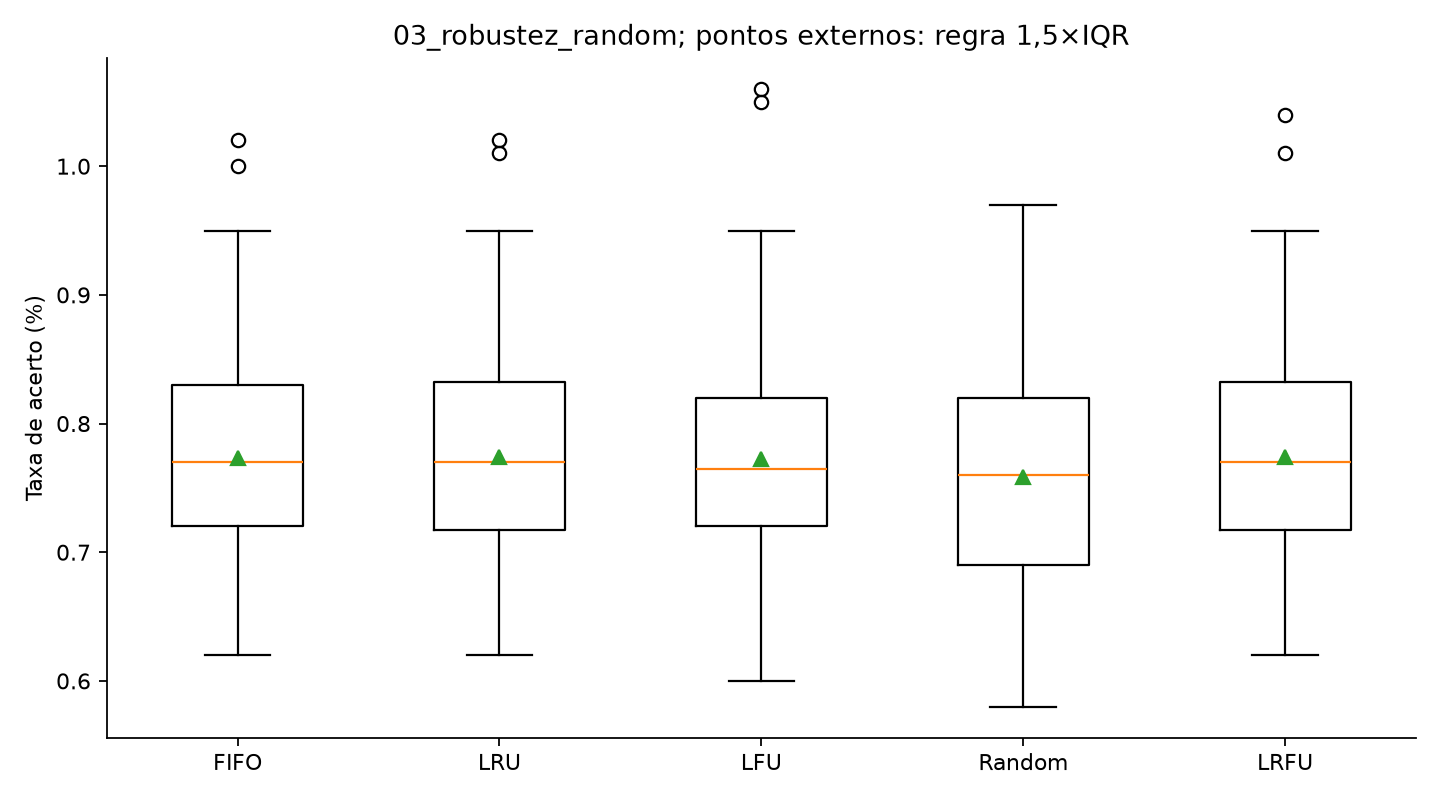 03_robustez_random; pontos externos: regra 1,5×IQR
Taxa de acerto (%)
1.0
0.9
0.8
0.7
0.6
FIFO
LRU
LFU
Random
LRFU